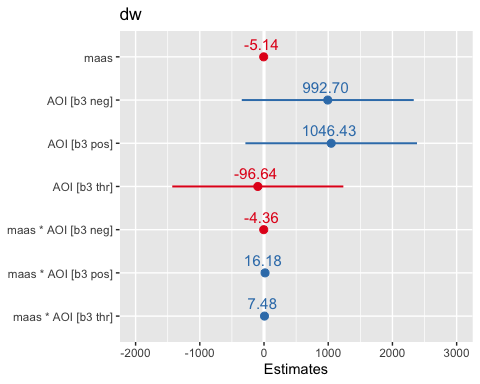 dw
maas
-5.14
AOI [b3 neg]
992.70
AOI [b3 pos]
1046.43
AOI [b3 thr]
-96.64
maas * AOI [b3 neg]
-4.36
maas * AOI [b3 pos]
16.18
maas * AOI [b3 thr]
7.48
-2000 -1000 0 1000 2000 3000
Estimates